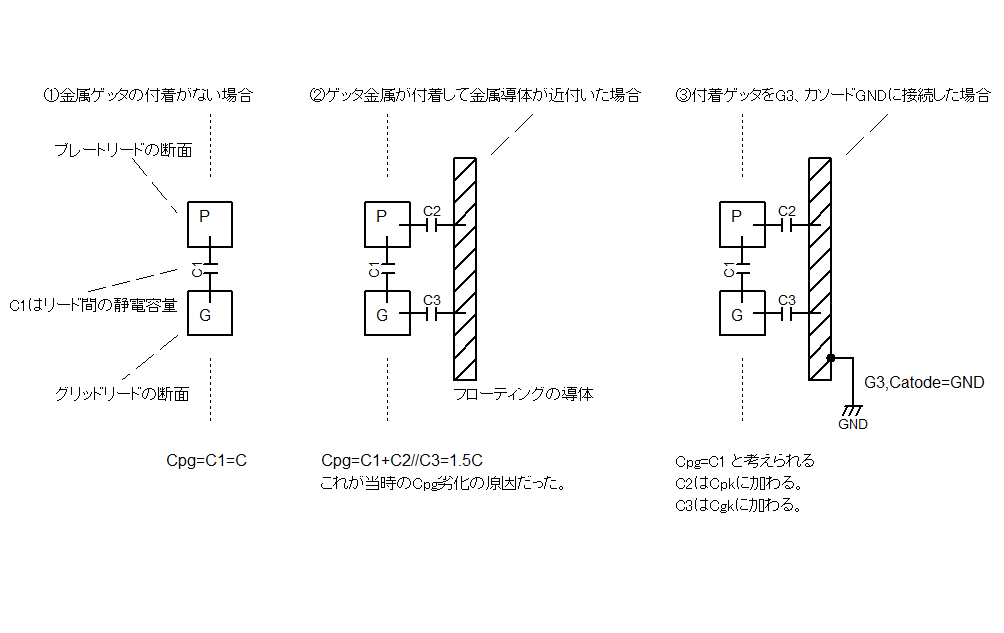 ①金属ゲッタの付着がない場合
②ゲッタ金属が付着して金属導体が近付いた場合
③付着ゲッタをG3、カソードGNDに接続した場合
プレートリードの断面
P
C1
G
C1はリード間の静電容量
グリッドリードの断面
P
C2
C1
G
C3
フローティングの導体
P
C2
C1
G
C3
G3,Catode=GND
GND
Cpg=C1=C
Cpg=C1+C2//C3=1.5C
これが当時のCpg劣化の原因だった。
Cpg=C1 と考えられる
C2はCpkに加わる。
C3はCgkに加わる。